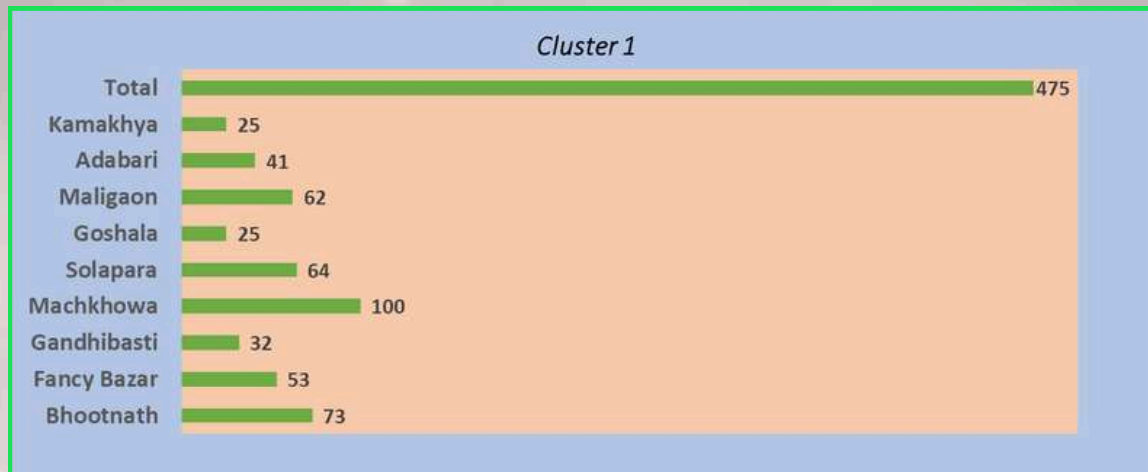 Cluster 1
Total 475
Kamakhya 25
Adabari 41
Maligaon 62
Goshala 25
Solapara 64
Machkhowa 100
Gandhibasti 32
Fancy Bazar 53
Bhootnath 73